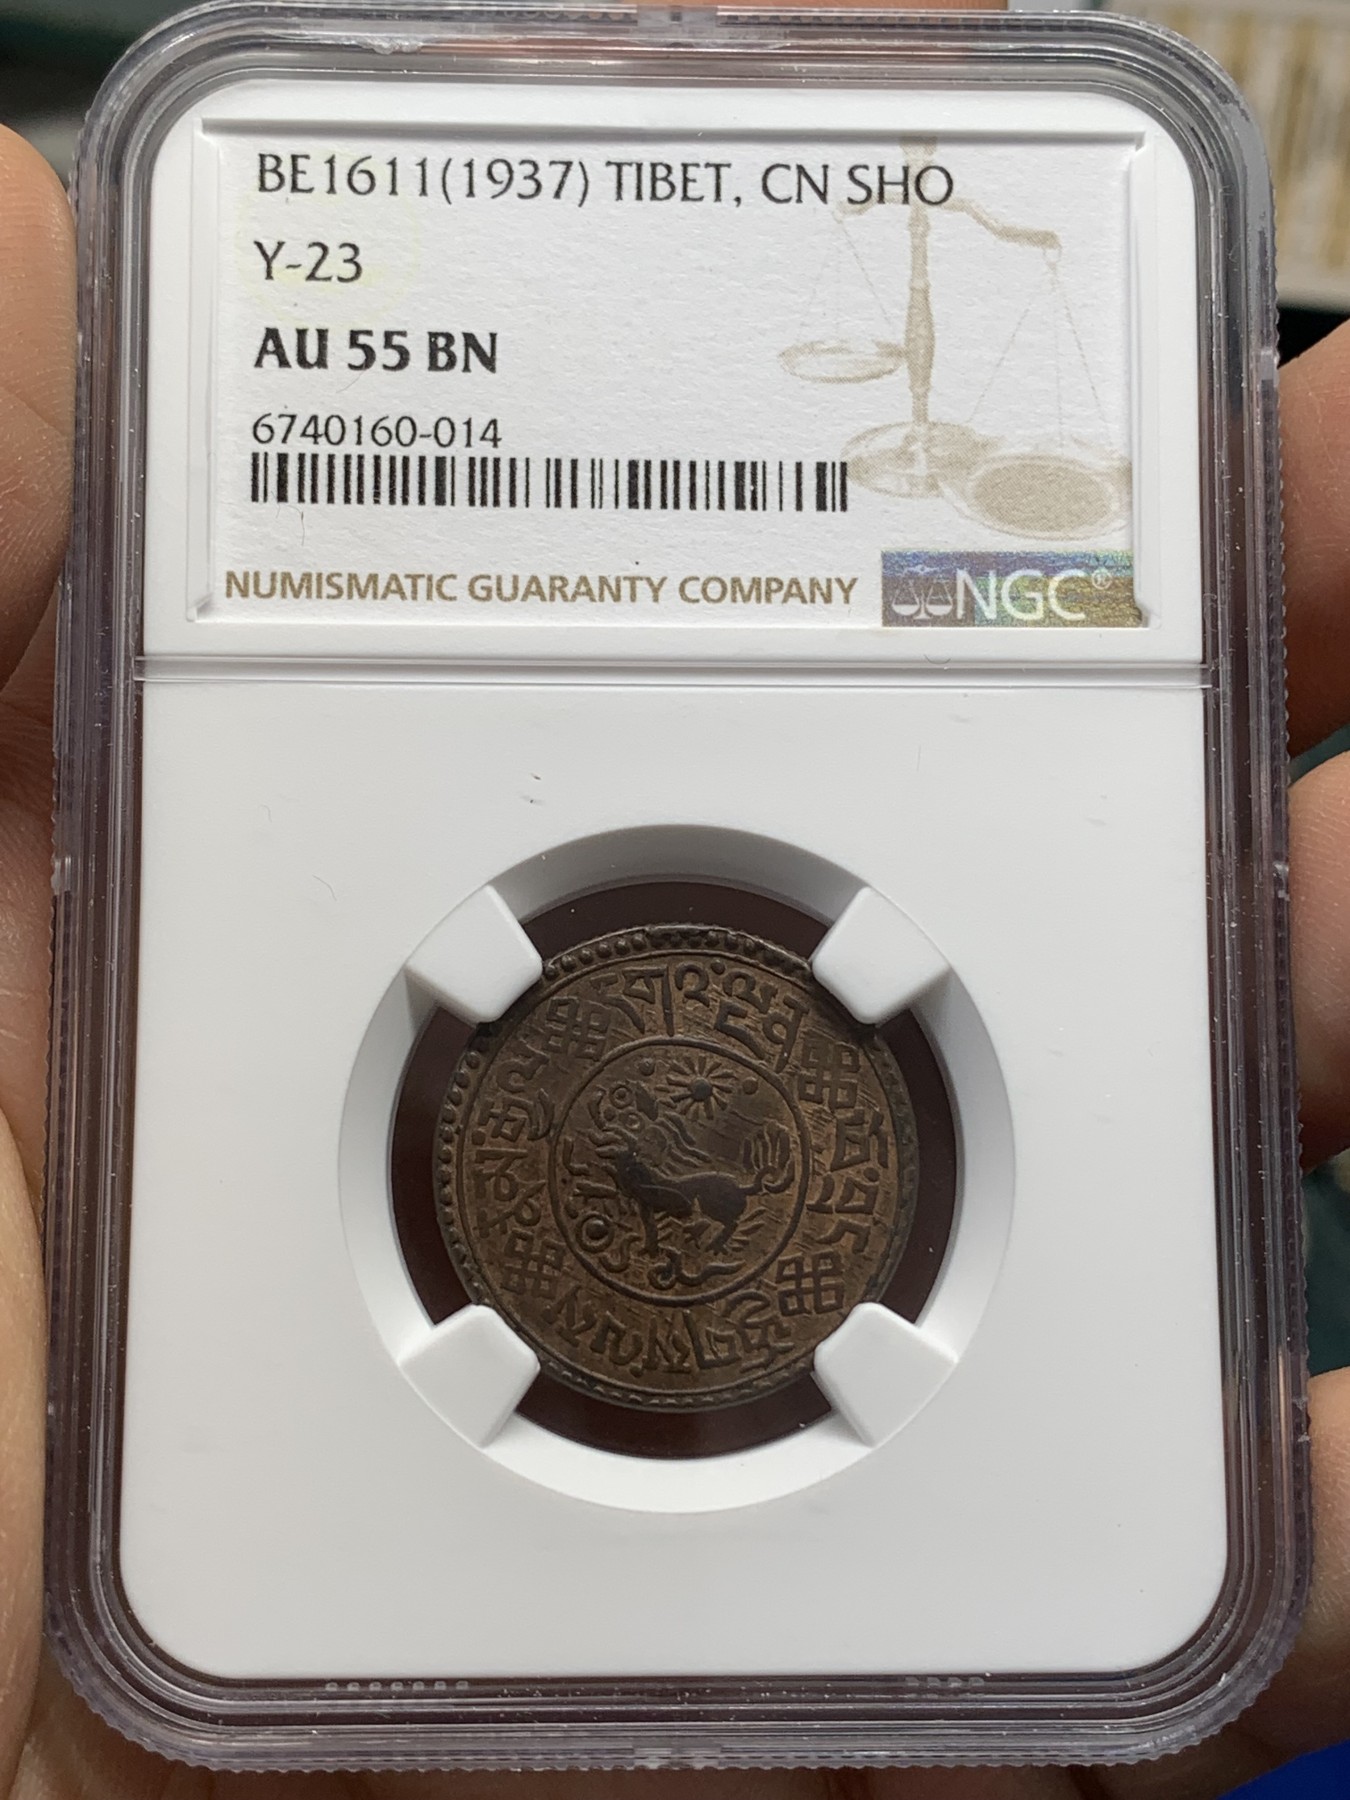 BE1611(1937) TIBET, CN SHO
Y-23
AU 55 BN
6740160-014
NUMISMATIC GUARANTY COMPANY
NGC®